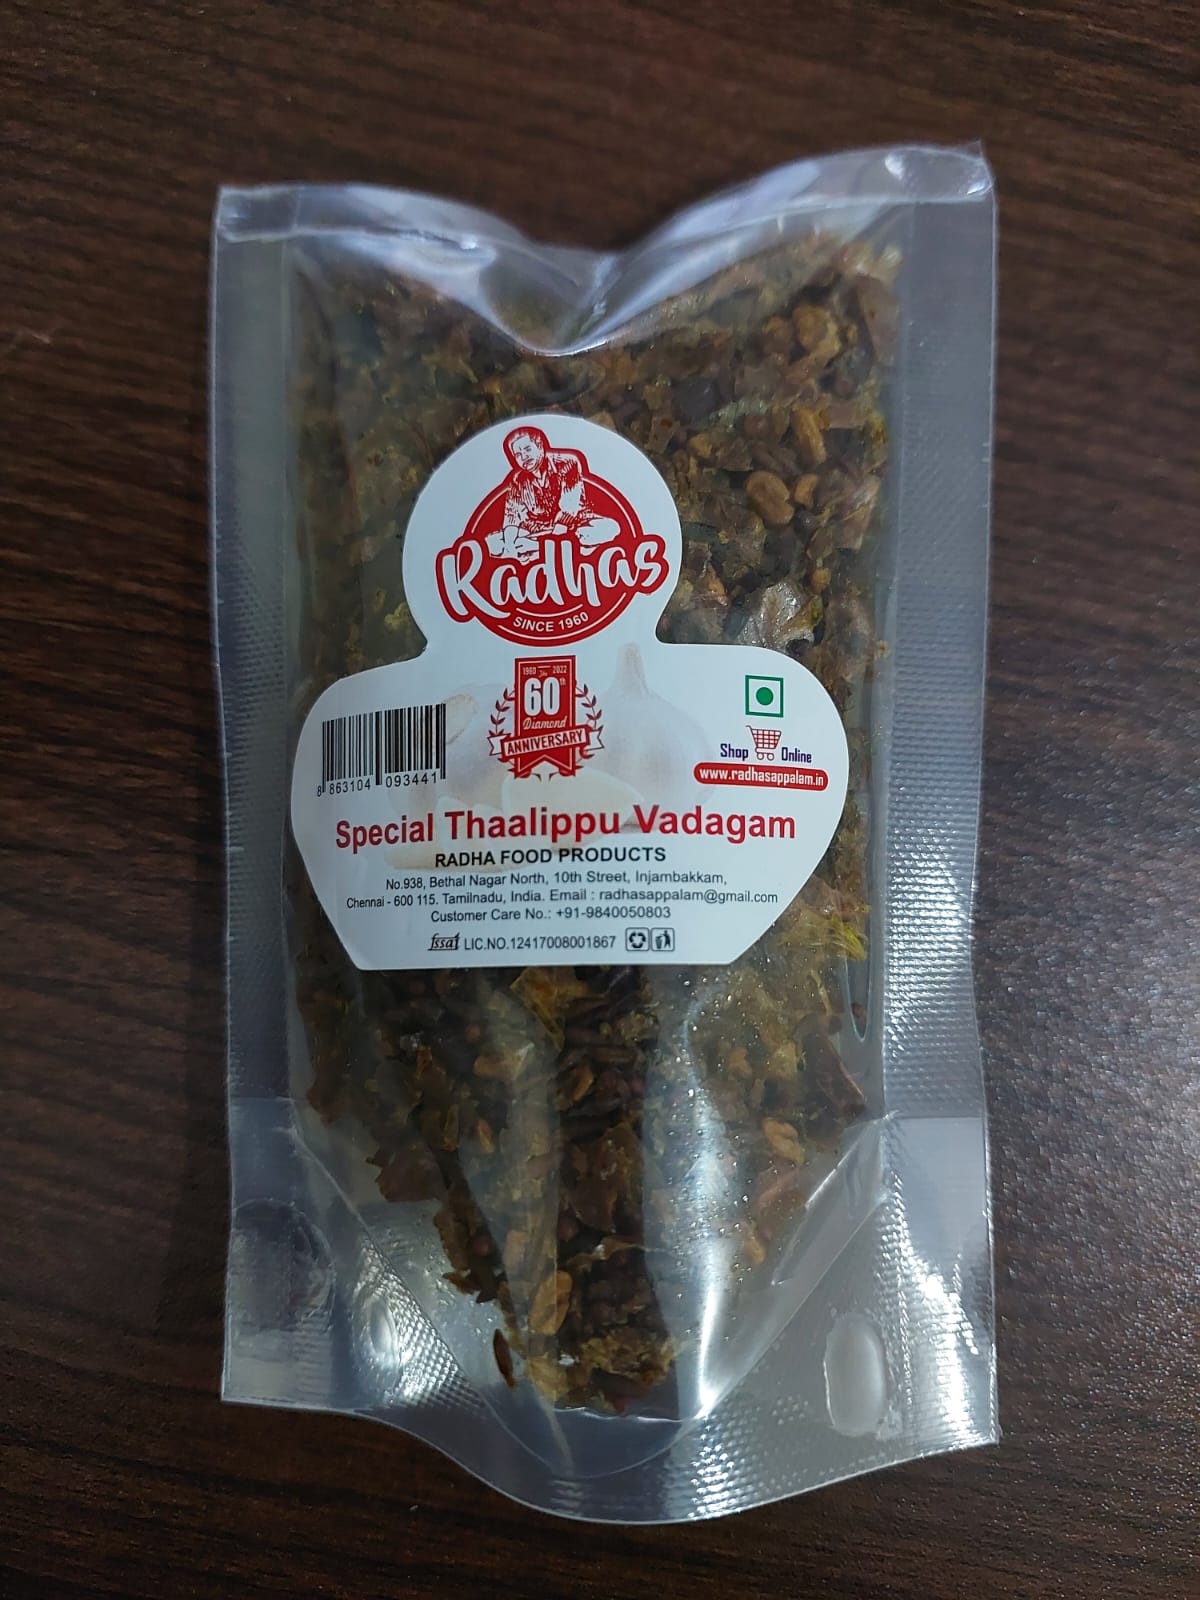 Radhas
SINCE 1960
1960 To 2022
60th
Diamond
ANNIVERSARY
8 863104 093441
Shop Online
www.radhasappalam.in
Special Thaalippu Vadagam
RADHA FOOD PRODUCTS
No.938, Bethal Nagar North, 10th Street, Injambakkam,
Chennai - 600 115. Tamilnadu, India. Email : radhasappalam@gmail.com
Customer Care No.: +91-9840050803
fssai LIC.NO.12417008001867